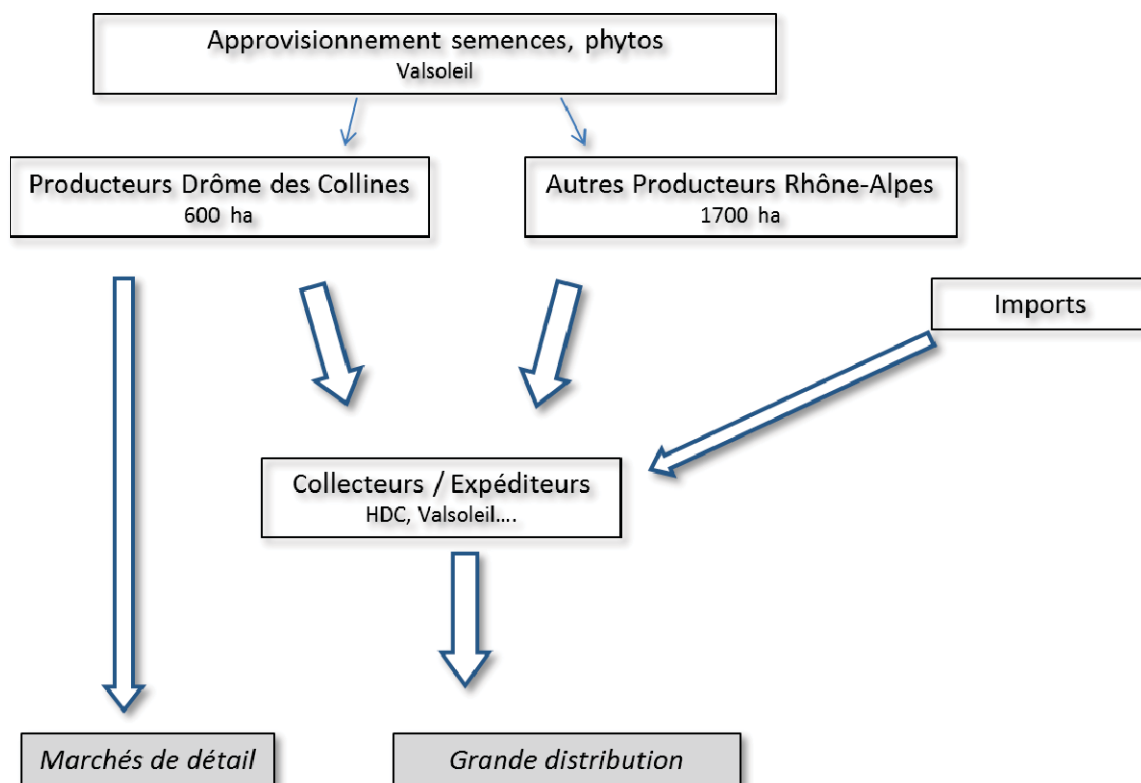 Approvisionnement semences, phytos
Valsoleil
Producteurs Drôme des Collines
600 ha
Autres Producteurs Rhône-Alpes
1700 ha
Imports
Collecteurs / Expéditeurs
HDC, Valsoleil....
Marchés de détail
Grande distribution